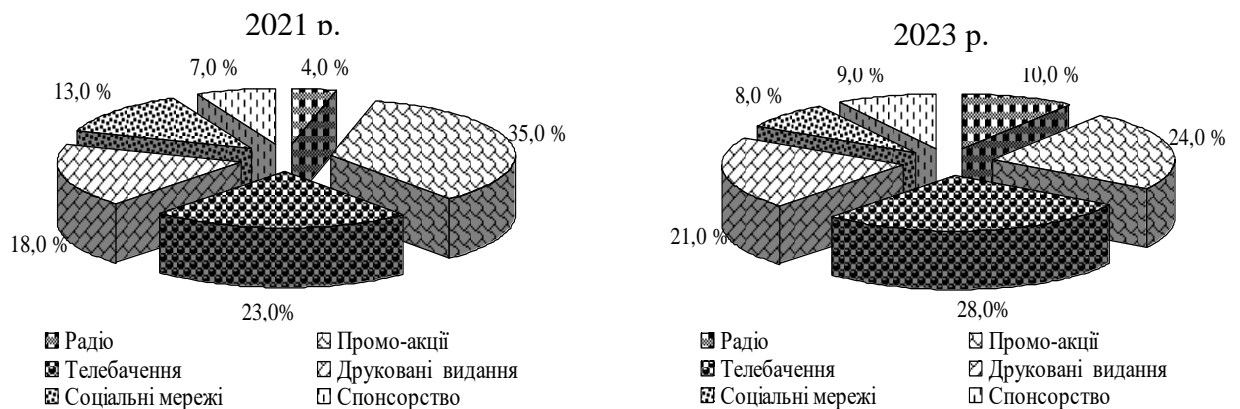 2021 р.
7,0 %
4,0 %
13,0 %
35,0 %
18,0 %
23,0%
Радіо
Промо-акції
Телебачення
Друковані видання
Соціальні мережі
Спонсорство
2023 р.
9,0 %
10,0 %
8,0 %
24,0 %
21,0 %
28,0%
Радіо
Промо-акції
Телебачення
Друковані видання
Соціальні мережі
Спонсорство